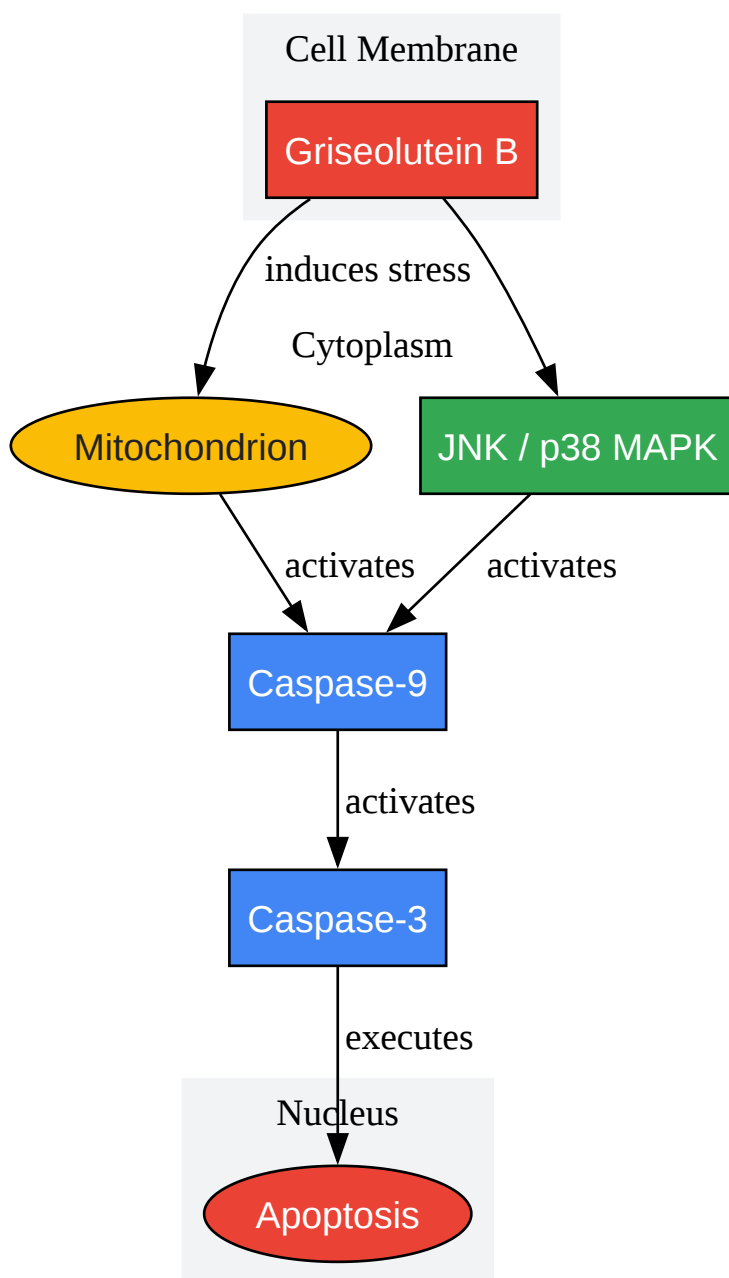 Cell Membrane
Griseolutein B
induces stress
Cytoplasm
Mitochondrion
JNK / p38 MAPK
activates
activates
Caspase-9
activates
Caspase-3
executes
Nucleus
Apoptosis